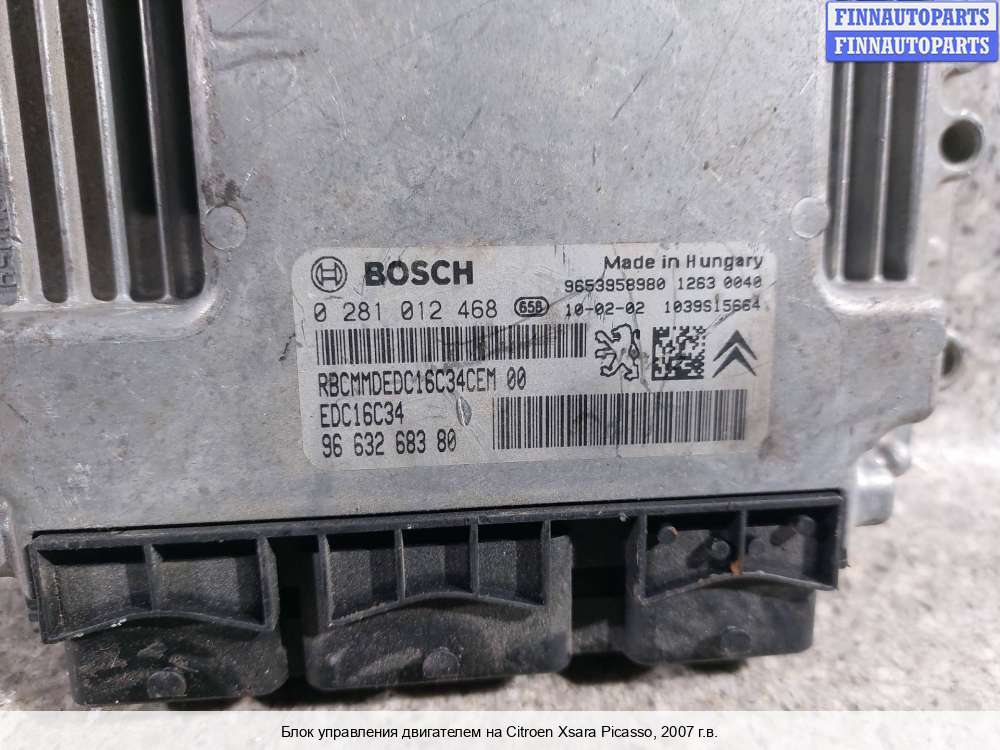 FINNAUTOPARTS
FINNAUTOPARTS
BOSCH
Made in Hungary
9653958980 1263 0040
0 281 012 468 658 10-02-02 1039S15664
RBCMMDEDC16C34CEM 00
EDC16C34
96 632 683 80
Блок управления двигателем на Citroen Xsara Picasso, 2007 г.в.